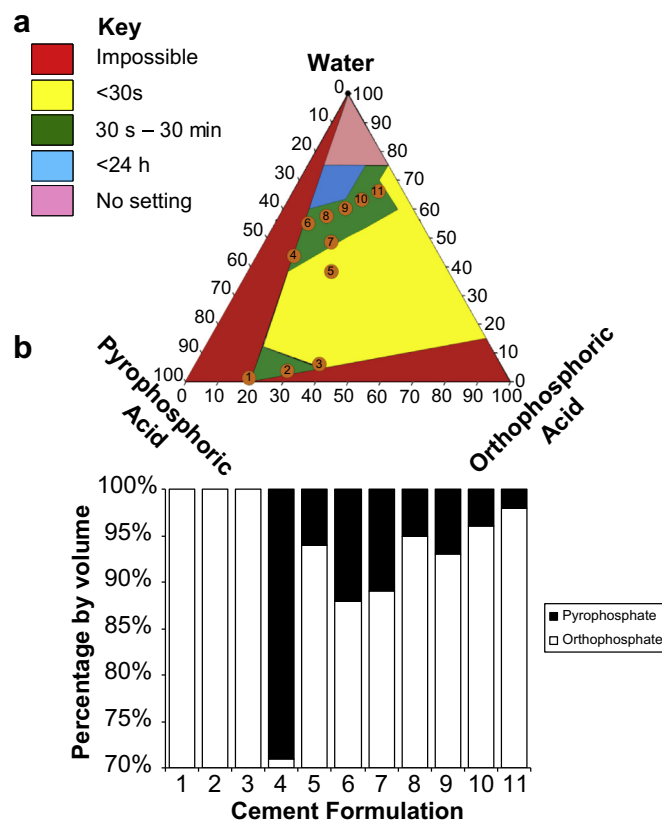 a
Key
Impossible
<30s
30 s – 30 min
<24 h
No setting
Water
0 100
10 90
20 80
30 70
40 60
50 50
60 40
70 30
80 20
90 10
100 0
0 10 20 30 40 50 60 70 80 90 100
11
10
9
8
6
7
4
5
3
2
1
Pyrophosphoric
Acid
Orthophosphoric
Acid
b
100%
95%
90%
85%
80%
75%
70%
Percentage by volume
1 2 3 4 5 6 7 8 9 10 11
Cement Formulation
Pyrophosphate
Orthophosphate